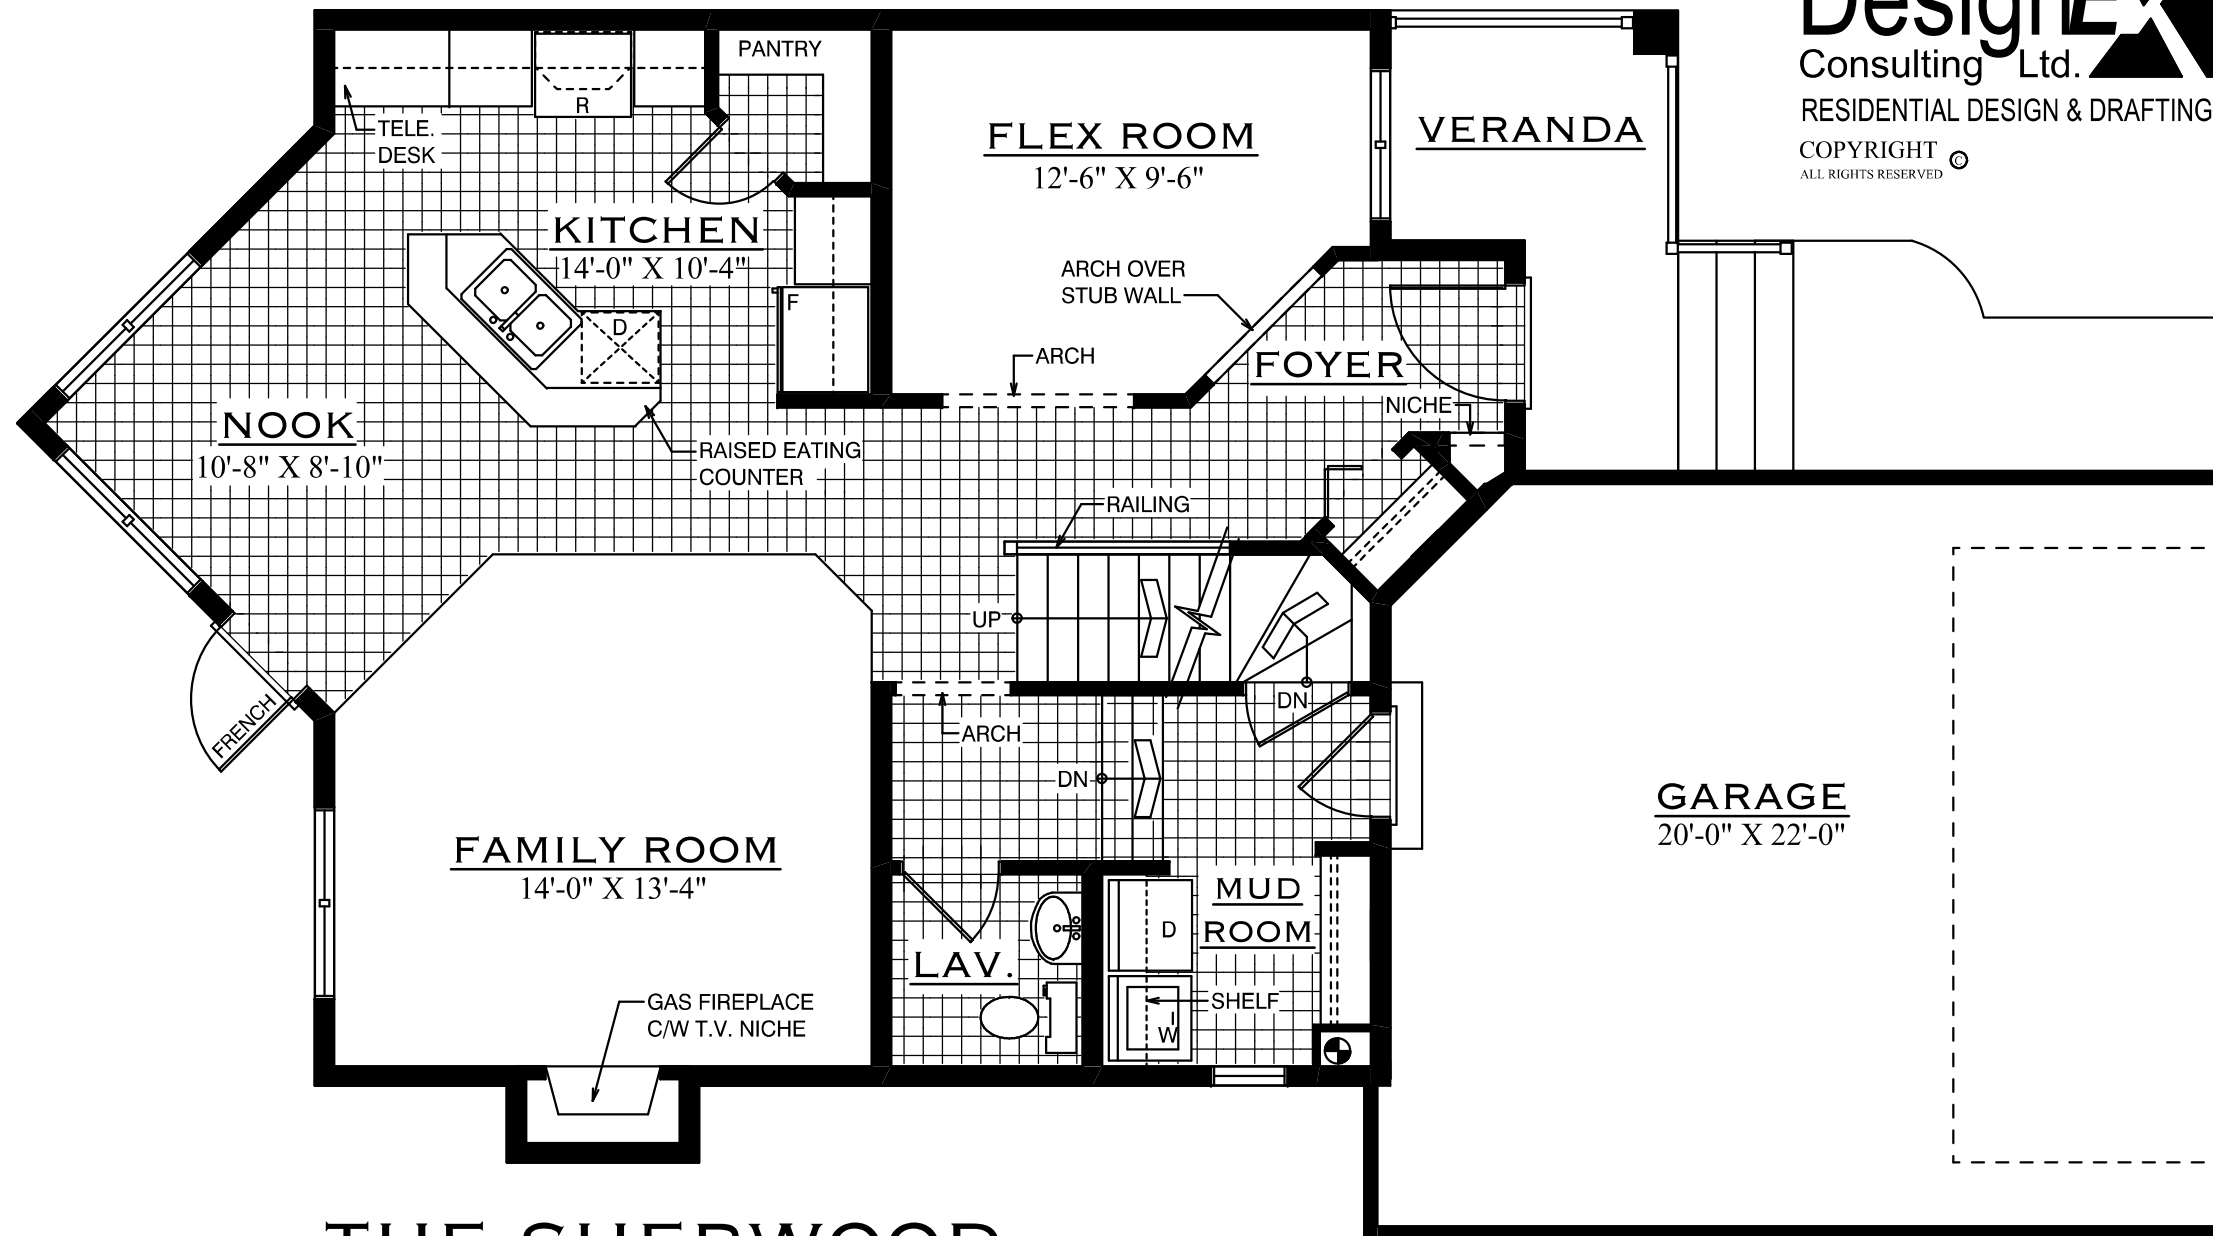 DesignEX
Consulting Ltd.
RESIDENTIAL DESIGN & DRAFTING
COPYRIGHT ©
ALL RIGHTS RESERVED
PANTRY
R
TELE.
DESK
KITCHEN
14'-0" X 10'-4"
F
D
FLEX ROOM
12'-6" X 9'-6"
VERANDA
ARCH OVER
STUB WALL
ARCH
FOYER
NICHE
NOOK
10'-8" X 8'-10"
RAISED EATING
COUNTER
RAILING
UP
DN
FRENCH
ARCH
DN
GARAGE
20'-0" X 22'-0"
FAMILY ROOM
14'-0" X 13'-4"
MUD
ROOM
D
LAV.
SHELF
W
GAS FIREPLACE
C/W T.V. NICHE
THE SHERWOOD